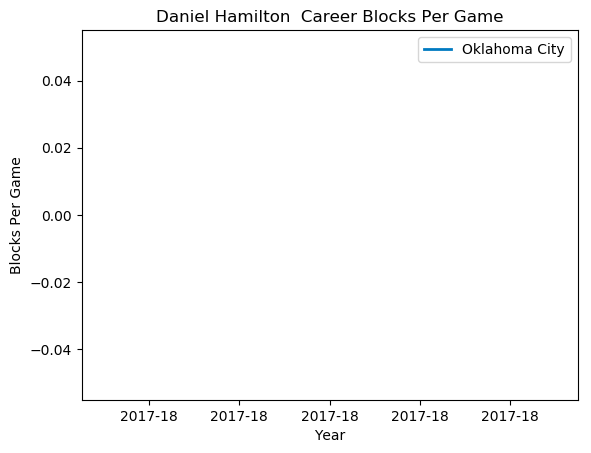 Daniel Hamilton  Career Blocks Per Game
Oklahoma City
Blocks Per Game
0.04
0.02
0.00
−0.02
−0.04
2017-18 2017-18 2017-18 2017-18 2017-18
Year